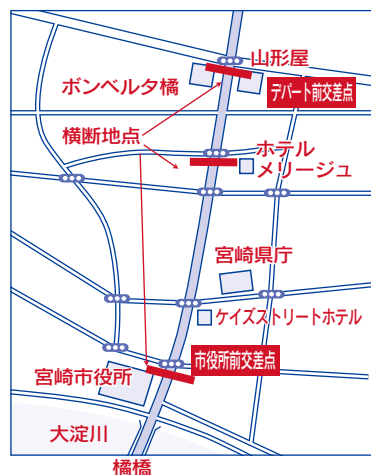 山形屋
ボンベルタ橘
デパート前交差点
横断地点
ホテル
メリージュ
宮崎県庁
ケイズストリートホテル
市役所前交差点
宮崎市役所
大淀川
橘橋